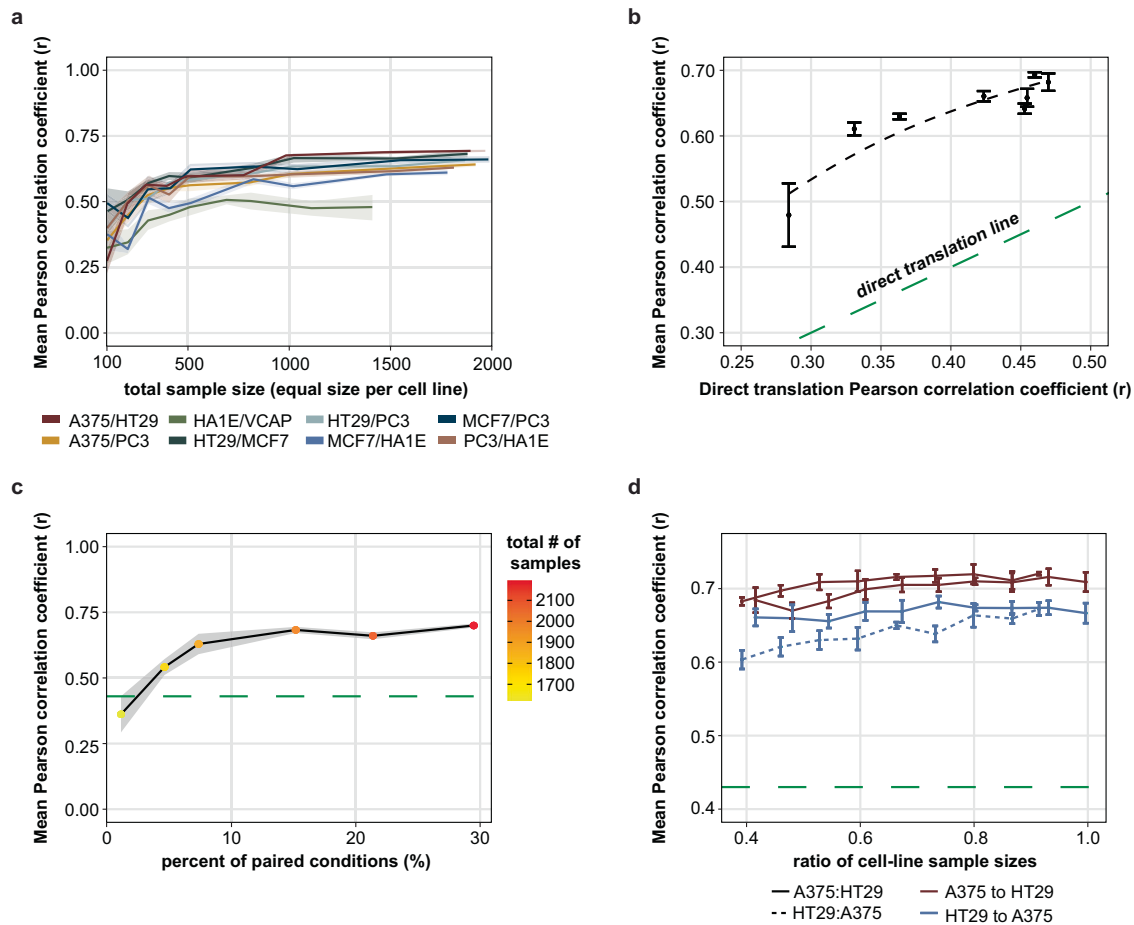 a
Mean Pearson correlation coefficient (r)
1.00
0.75
0.50
0.25
0.00
100
500
1000
1500
2000
total sample size (equal size per cell line)
A375/HT29
HA1E/VCAP
HT29/PC3
MCF7/PC3
A375/PC3
HT29/MCF7
MCF7/HA1E
PC3/HA1E
b
Mean Pearson correlation coefficient (r)
0.70
0.60
0.50
0.40
0.30
direct translation line
0.25
0.30
0.35
0.40
0.45
0.50
Direct translation Pearson correlation coefficient (r)
c
Mean Pearson correlation coefficient (r)
1.00
0.75
0.50
0.25
0.00
0
10
20
30
percent of paired conditions (%)
total # of
samples
2100
2000
1900
1800
1700
d
Mean Pearson correlation coefficient (r)
0.7
0.6
0.5
0.4
0.4
0.6
0.8
1.0
ratio of cell-line sample sizes
A375:HT29
A375 to HT29
HT29:A375
HT29 to A375